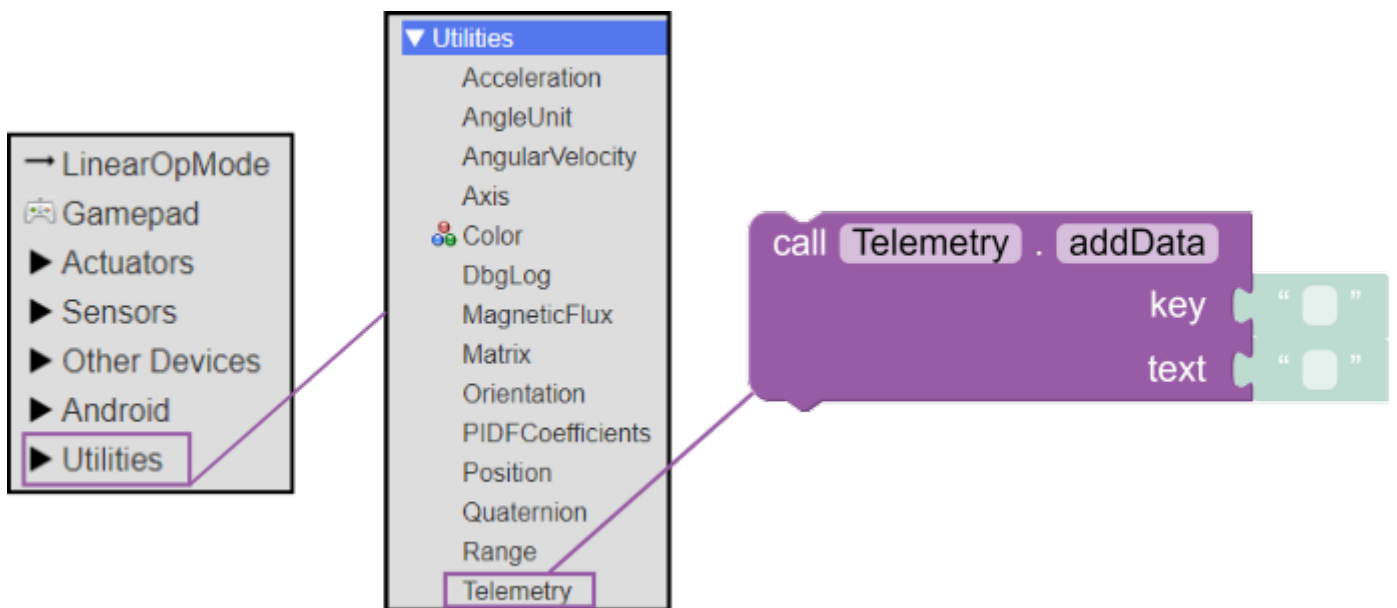 LinearOpMode
Gamepad
Actuators
Sensors
Other Devices
Android
Utilities
Utilities
Acceleration
AngleUnit
AngularVelocity
Axis
Color
DbgLog
MagneticFlux
Matrix
Orientation
PIDFCoefficients
Position
Quaternion
Range
Telemetry
call Telemetry . addData
key “ ”
text “ ”